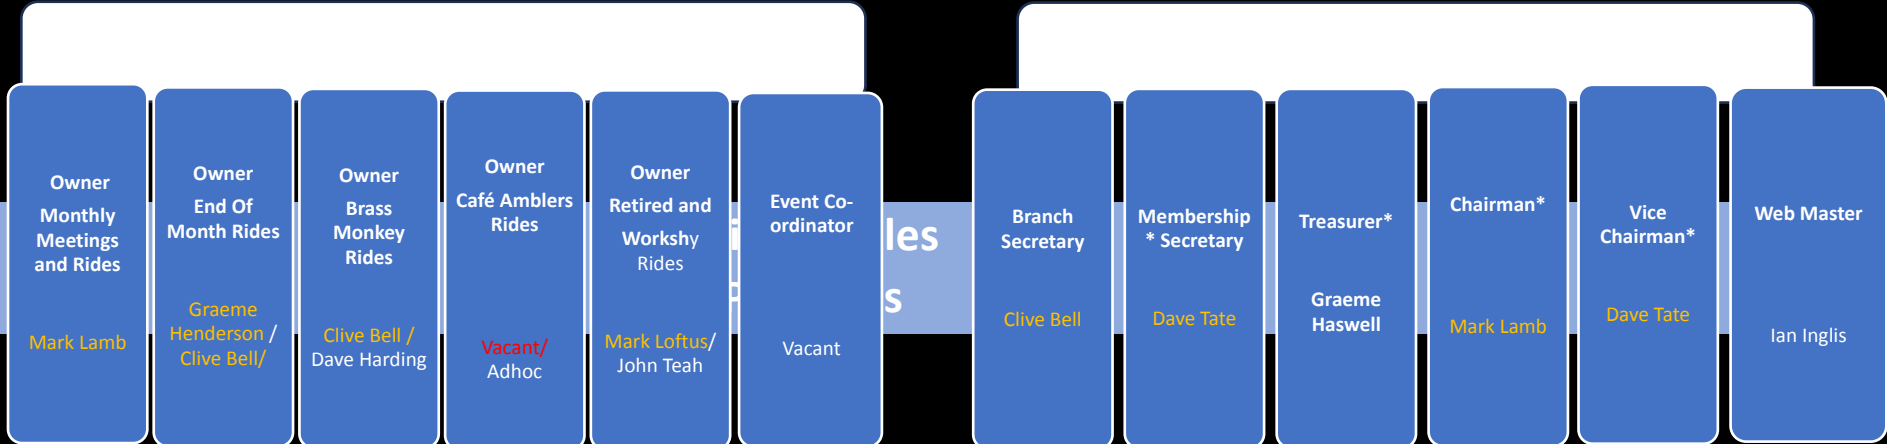 Owner
Monthly
Meetings
and Rides
Mark Lamb
Owner
End Of
Month Rides
Graeme
Henderson /
Clive Bell/
Owner
Brass
Monkey
Rides
Clive Bell /
Dave Harding
Owner
Café Amblers
Rides
Vacant/
Adhoc
Owner
Retired and
Workshy
Rides
Mark Loftus/
John Teah
Event Co-
ordinator
Vacant
les
s
Branch
Secretary
Clive Bell
Membership
* Secretary
Dave Tate
Treasurer*
Graeme
Haswell
Chairman*
Mark Lamb
Vice
Chairman*
Dave Tate
Web Master
Ian Inglis